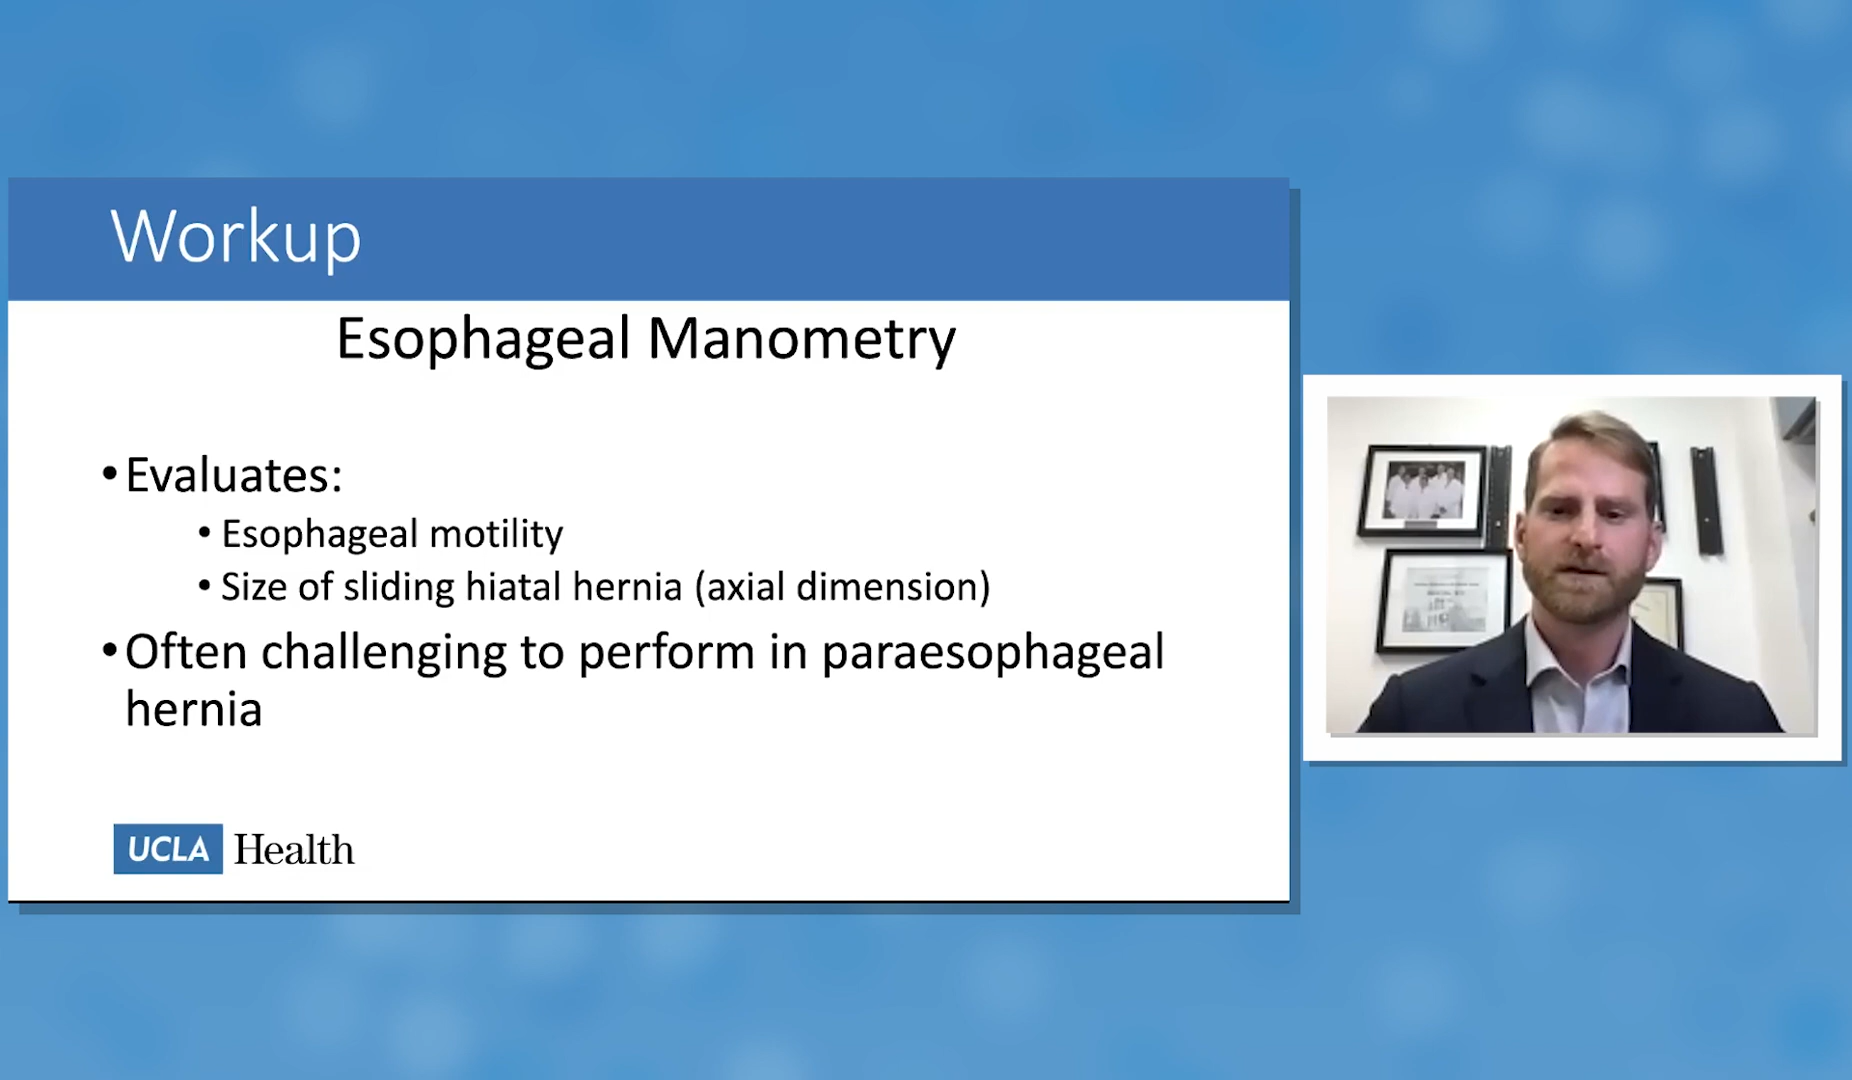 Workup
Esophageal Manometry
•Evaluates:
•Esophageal motility
•Size of sliding hiatal hernia (axial dimension)
•Often challenging to perform in paraesophageal
hernia
UCLA Health